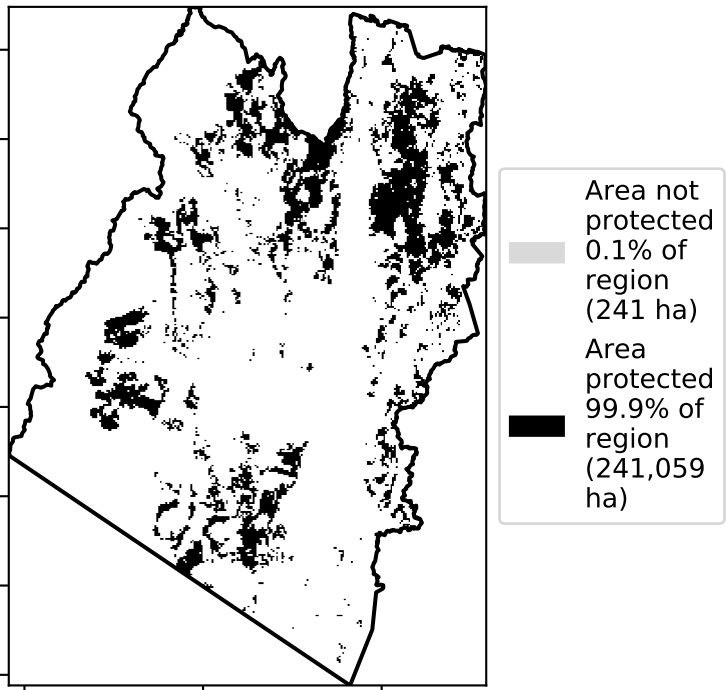 Area not
protected
0.1% of
region
(241 ha)
Area
protected
99.9% of
region
(241,059
ha)